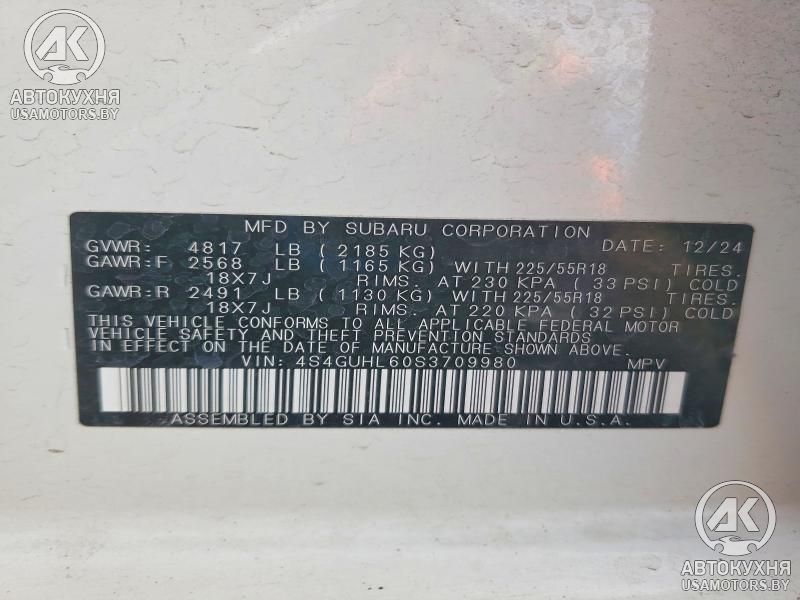 AK
АВТОКУХНЯ
USAMOTORS.BY
MFD BY SUBARU CORPORATION
GVWR: 4817 LB (2185 KG) DATE: 12/24
GAWR:F 2568 LB (1165 KG) WITH 225/55R18 TIRES.
18X7J RIMS. AT 230 KPA (33 PSI) COLD
GAWR:R 2491 LB (1130 KG) WITH 225/55R18 TIRES.
18X7J RIMS. AT 220 KPA (32 PSI) COLD
THIS VEHICLE CONFORMS TO ALL APPLICABLE FEDERAL MOTOR
VEHICLE SAFETY AND THEFT PREVENTION STANDARDS
IN EFFECT ON THE DATE OF MANUFACTURE SHOWN ABOVE.
VIN: 4S4GUHL60S3709980 MPV
ASSEMBLED BY SIA INC. MADE IN U.S.A.
AK
АВТОКУХНЯ
USAMOTORS.BY